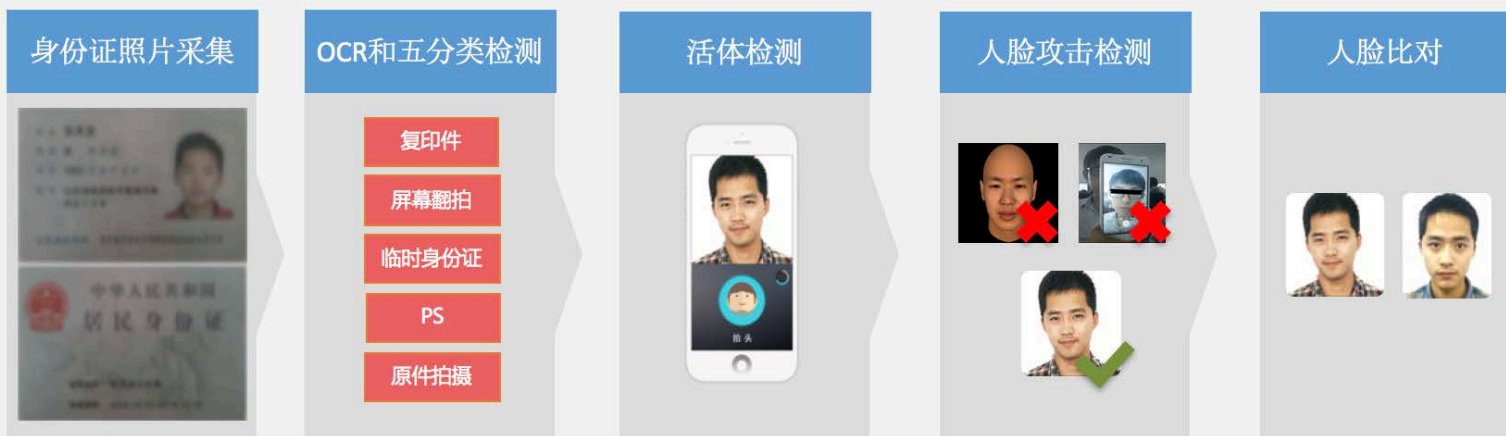 身份证照片采集
OCR和五分类检测
活体检测
人脸攻击检测
人脸比对
中华人民共和国
居民身份证
复印件
屏幕翻拍
临时身份证
PS
原件拍摄
抬头